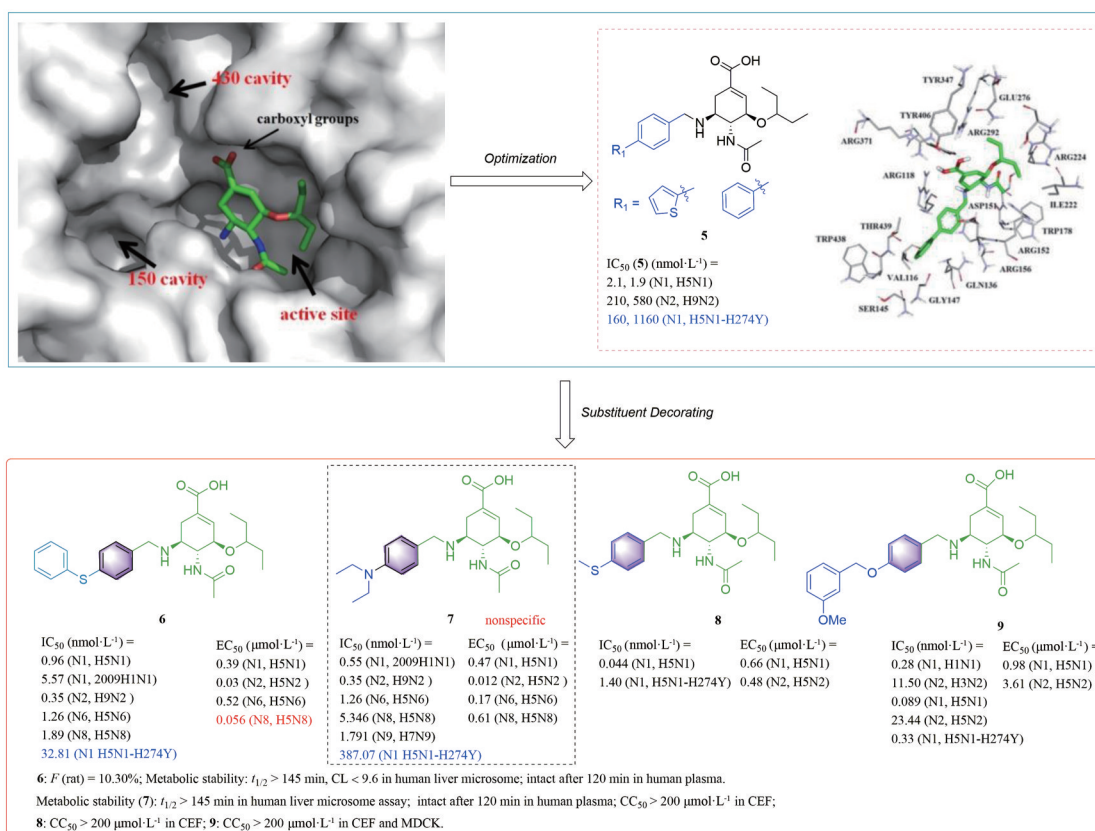 430 cavity
carboxyl groups
150 cavity
active site
Optimization
O
OH
N
H
O
HN
O
R₁
R₁ =
S
5
IC₅₀ (5) (nmol·L⁻¹) =
2.1, 1.9 (N1, H5N1)
210, 580 (N2, H9N2)
160, 1160 (N1, H5N1-H274Y)
TYR347
GLU276
TYR406
ARG292
ARG371
ARG224
ARG118
ASP151
ILE222
THR439
TRP178
TRP438
ARG152
VAL116
ARG156
GLN136
GLY147
SER145
Substituent Decorating
O
OH
N
H
O
HN
O
S
6
IC₅₀ (nmol·L⁻¹) =
0.96 (N1, H5N1)
5.57 (N1, 2009H1N1)
0.35 (N2, H9N2)
1.26 (N6, H5N6)
1.89 (N8, H5N8)
32.81 (N1 H5N1-H274Y)
EC₅₀ (μmol·L⁻¹) =
0.39 (N1, H5N1)
0.03 (N2, H5N2 )
0.52 (N6, H5N6)
0.056 (N8, H5N8)
O
OH
N
H
O
HN
O
N
7
nonspecific
IC₅₀ (nmol·L⁻¹) =
0.55 (N1, 2009H1N1)
0.35 (N2, H9N2 )
1.26 (N6, H5N6)
5.346 (N8, H5N8)
1.791 (N9, H7N9)
387.07 (N1 H5N1-H274Y)
EC₅₀ (μmol·L⁻¹) =
0.47 (N1, H5N1)
0.012 (N2, H5N2 )
0.17 (N6, H5N6)
0.61 (N8, H5N8)
O
OH
N
H
O
HN
O
S
8
IC₅₀ (nmol·L⁻¹) =
0.044 (N1, H5N1)
1.40 (N1, H5N1-H274Y)
EC₅₀ (μmol·L⁻¹) =
0.66 (N1, H5N1)
0.48 (N2, H5N2)
O
OH
N
H
O
HN
O
O
OMe
9
IC₅₀ (nmol·L⁻¹) =
0.28 (N1, H1N1)
11.50 (N2, H3N2)
0.089 (N1, H5N1)
23.44 (N2, H5N2)
0.33 (N1, H5N1-H274Y)
EC₅₀ (μmol·L⁻¹) =
0.98 (N1, H5N1)
3.61 (N2, H5N2)
6: F (rat) = 10.30%; Metabolic stability: t₁/₂ > 145 min, CL < 9.6 in human liver microsome; intact after 120 min in human plasma.
Metabolic stability (7): t₁/₂ > 145 min in human liver microsome assay; intact after 120 min in human plasma; CC₅₀ > 200 μmol·L⁻¹ in CEF;
8: CC₅₀ > 200 μmol·L⁻¹ in CEF; 9: CC₅₀ > 200 μmol·L⁻¹ in CEF and MDCK.